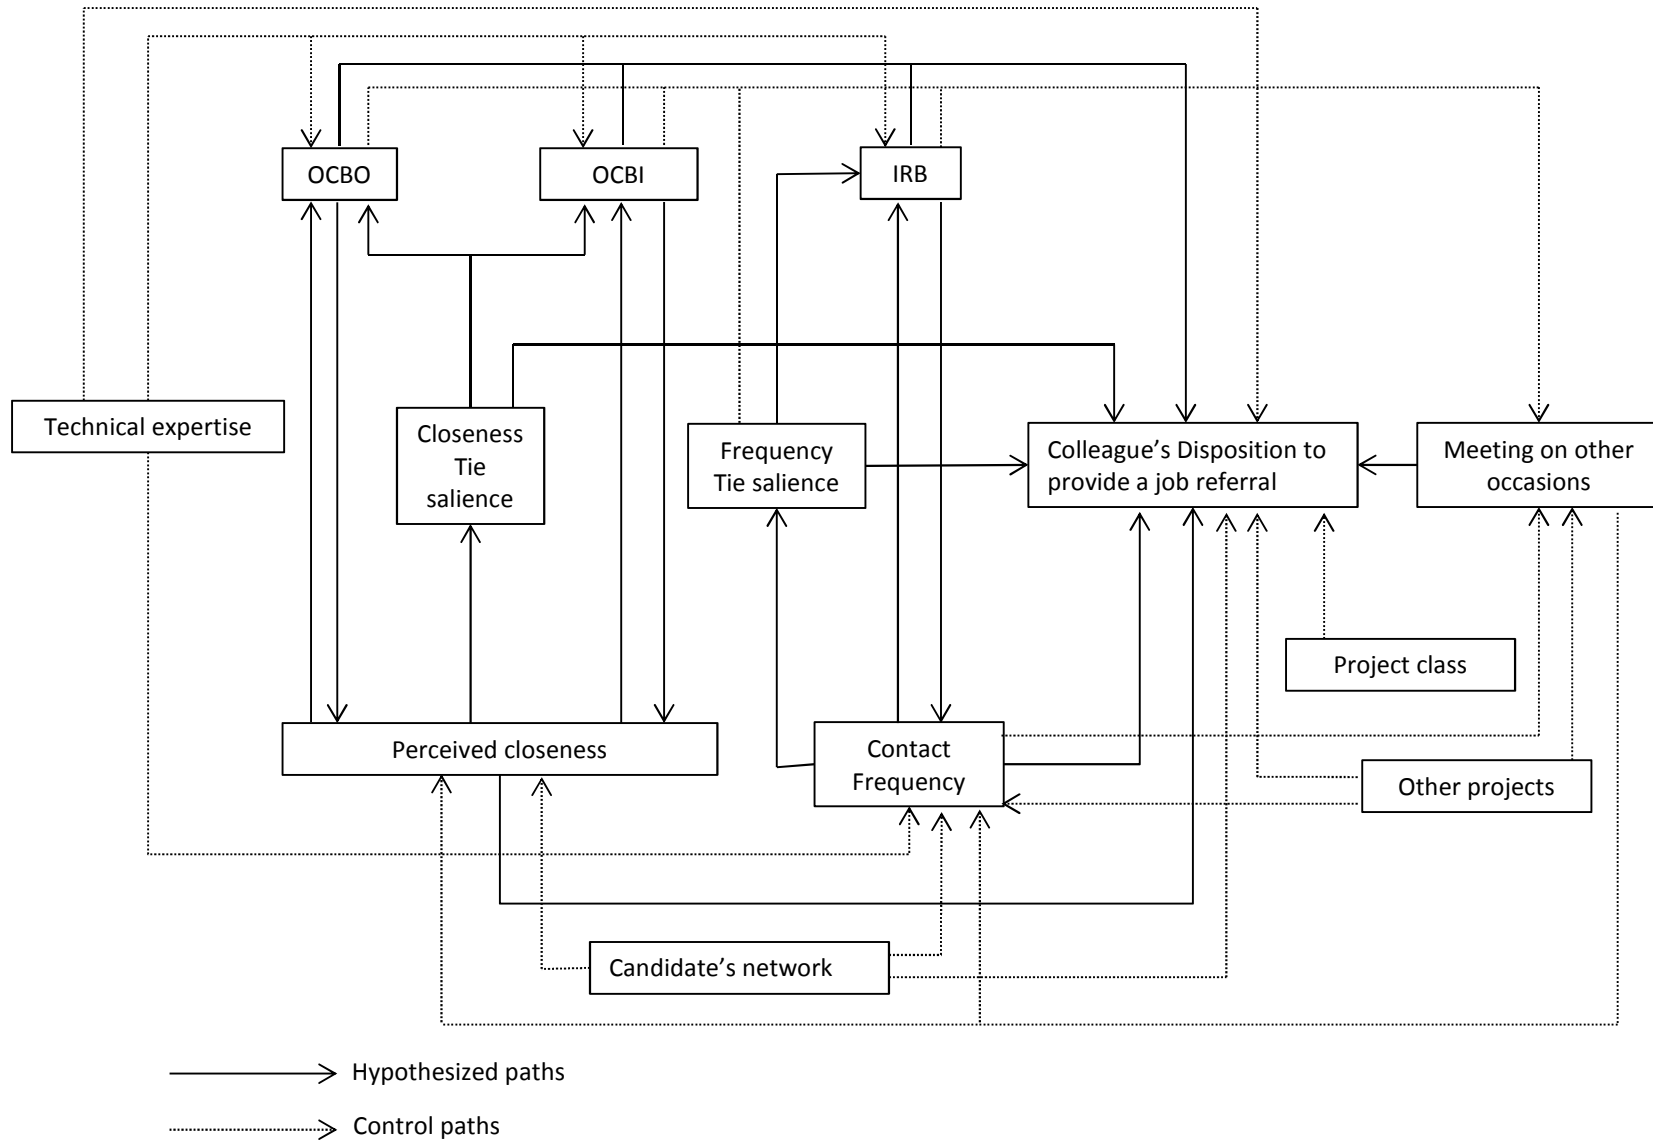 OCBO
OCBI
IRB
Technical expertise
Closeness
Tie
salience
Frequency
Tie salience
Colleague’s Disposition to
provide a job referral
Meeting on other
occasions
Project class
Perceived closeness
Contact
Frequency
Other projects
Candidate’s network
Hypothesized paths
Control paths